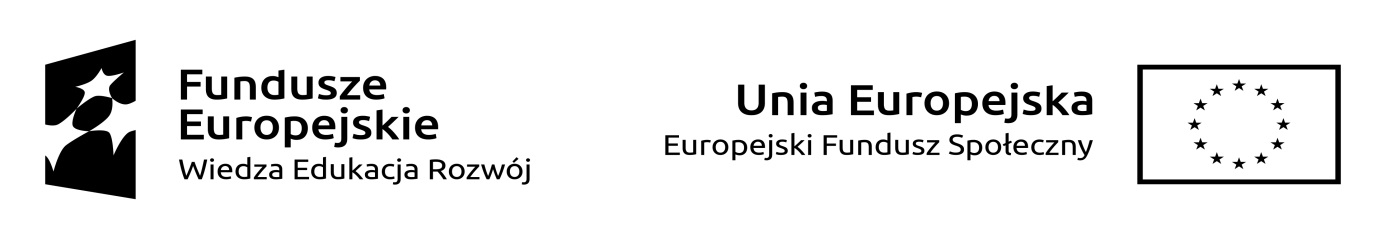 Fundusze
Europejskie
Wiedza Edukacja Rozwój
Unia Europejska
Europejski Fundusz Społeczny